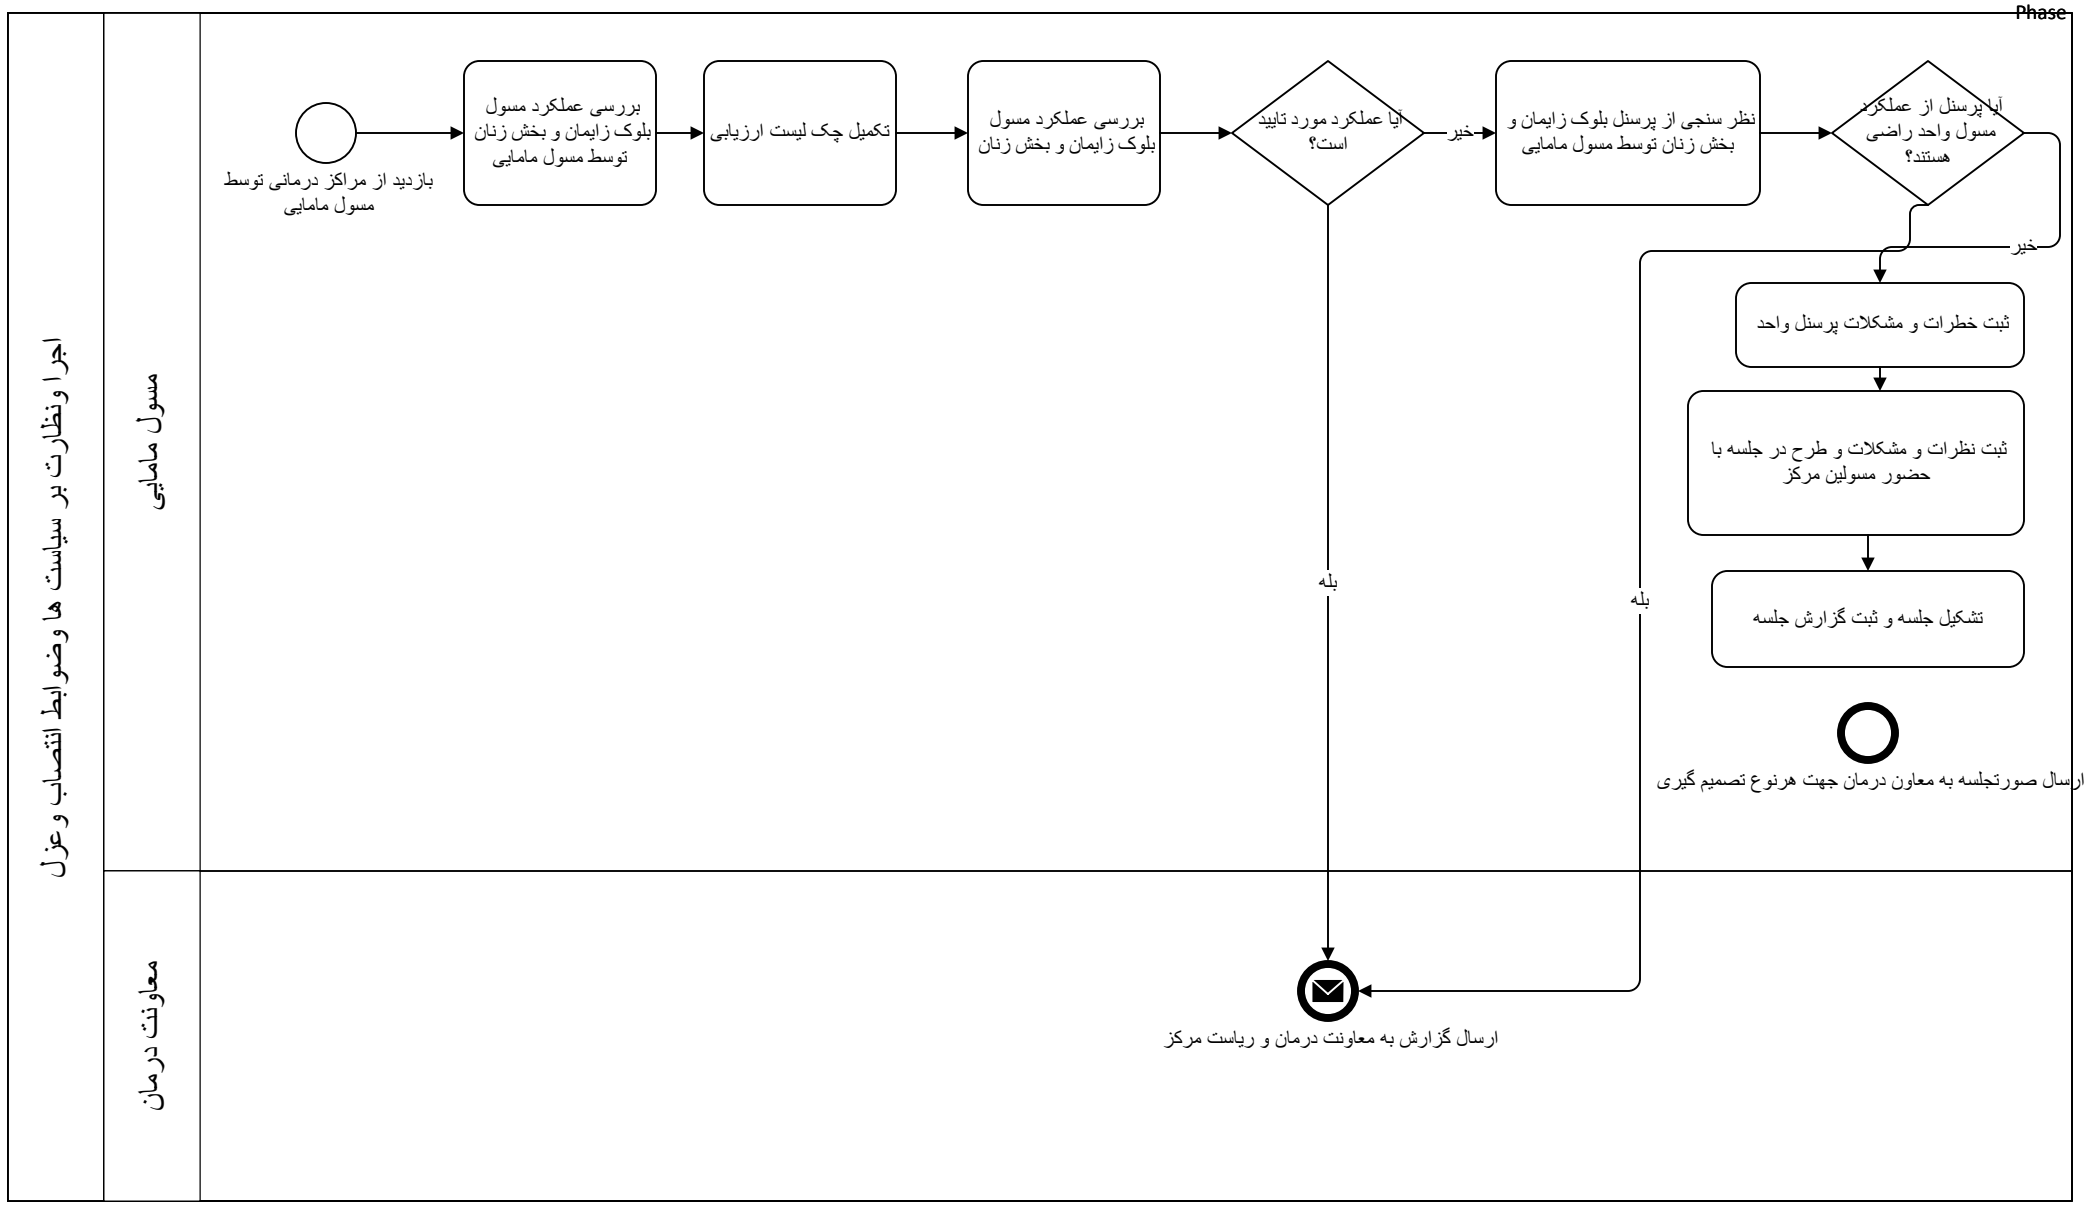 Phase
اجرا ونظارت بر سیاست ها وضوابط انتصاب وعزل
مسول مامایی
بازدید از مراکز درمانی توسط
مسول مامایی
بررسی عملکرد مسول
بلوک زایمان و بخش زنان
توسط مسول مامایی
تکمیل چک لیست ارزیابی
بررسی عملکرد مسول
بلوک زایمان و بخش زنان
آیا عملکرد مورد تایید
است؟
خیر
نظر سنجی از پرسنل بلوک زایمان و
بخش زنان توسط مسول مامایی
آیا پرسنل از عملکرد
مسول واحد راضی
هستند؟
خیر
ثبت خطرات و مشکلات پرسنل واحد
ثبت نظرات و مشکلات و طرح در جلسه با
حضور مسولین مرکز
بله
بله
تشکیل جلسه و ثبت گزارش جلسه
ارسال صورتجلسه به معاون درمان جهت هرنوع تصمیم گیری
معاونت درمان
ارسال گزارش به معاونت درمان و ریاست مرکز